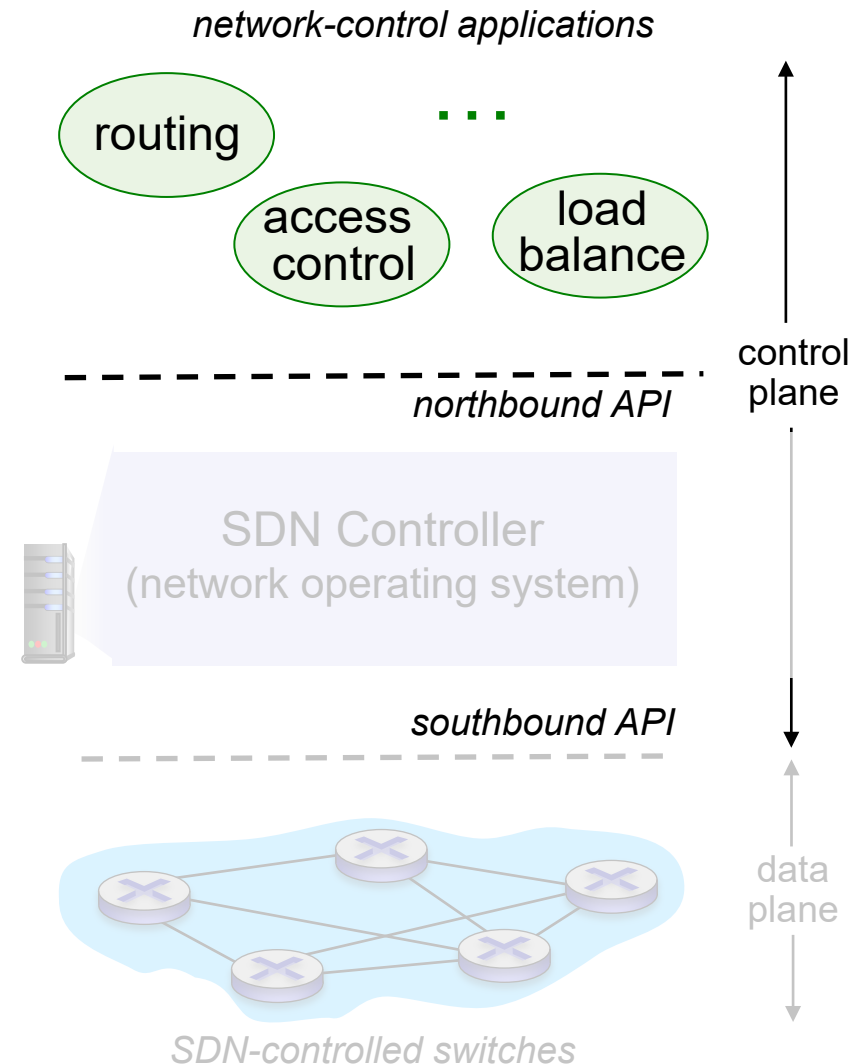 network-control applications
routing
...
access
control
load
balance
control
plane
northbound API
SDN Controller
(network operating system)
southbound API
data
plane
SDN-controlled switches